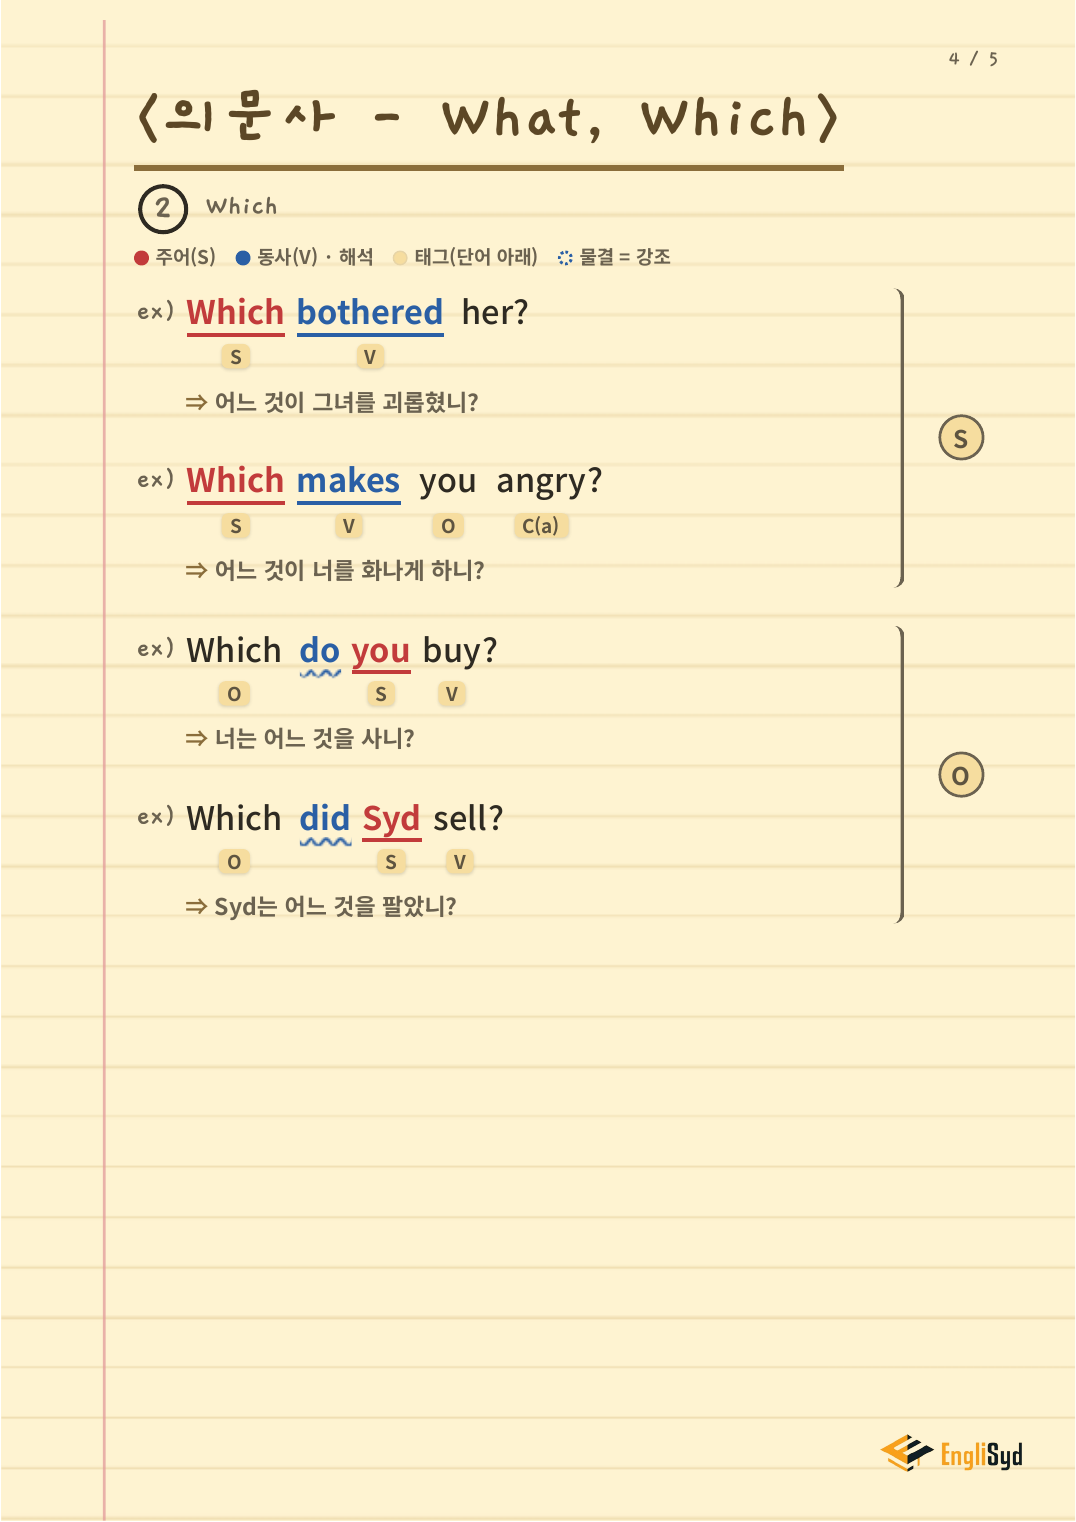 4 / 5
<의문사 - What, Which>
2 Which
주어(S) 동사(V) · 해석 태그(단어 아래) 물결 = 강조
ex) Which bothered her?
S V
⇒ 어느 것이 그녀를 괴롭혔니?
S
ex) Which makes you angry?
S V O C(a)
⇒ 어느 것이 너를 화나게 하니?
ex) Which do you buy?
O S V
⇒ 너는 어느 것을 사니?
O
ex) Which did Syd sell?
O S V
⇒ Syd는 어느 것을 팔았니?
EngliSyd